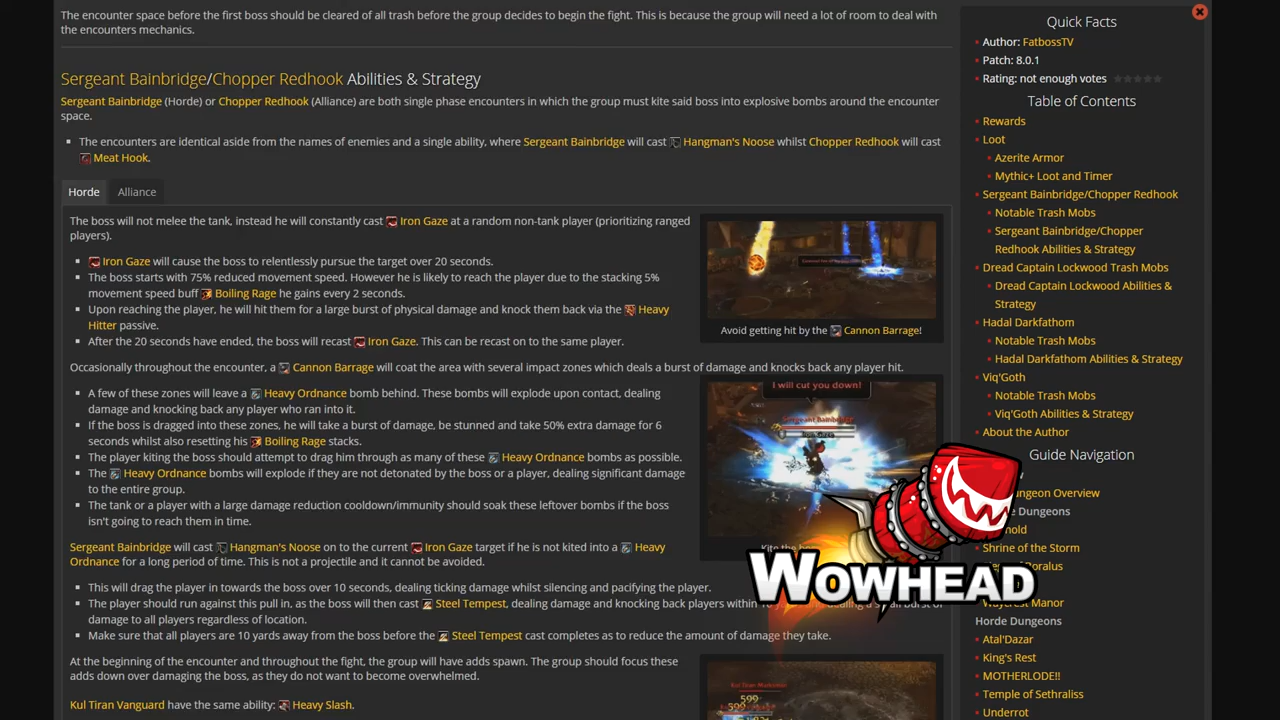 The encounter space before the first boss should be cleared of all trash before the group decides to begin the fight. This is because the group will need a lot of room to deal with
the encounters mechanics.
Sergeant Bainbridge/Chopper Redhook Abilities & Strategy
Sergeant Bainbridge (Horde) or Chopper Redhook (Alliance) are both single phase encounters in which the group must kite said boss into explosive bombs around the encounter
space.
The encounters are identical aside from the names of enemies and a single ability, where Sergeant Bainbridge will cast Hangman's Noose whilst Chopper Redhook will cast
Meat Hook.
Horde Alliance
The boss will not melee the tank, instead he will constantly cast Iron Gaze at a random non-tank player (prioritizing ranged
players).
Iron Gaze will cause the boss to relentlessly pursue the target over 20 seconds.
The boss starts with 75% reduced movement speed. However he is likely to reach the player due to the stacking 5%
movement speed buff Boiling Rage he gains every 2 seconds.
Upon reaching the player, he will hit them for a large burst of physical damage and knock them back via the Heavy
Hitter passive.
After the 20 seconds have ended, the boss will recast Iron Gaze. This can be recast on to the same player.
Avoid getting hit by the Cannon Barrage!
Occasionally throughout the encounter, a Cannon Barrage will coat the area with several impact zones which deals a burst of damage and knocks back any player hit.
A few of these zones will leave a Heavy Ordnance bomb behind. These bombs will explode upon contact, dealing
damage and knocking back any player who ran into it.
If the boss is dragged into these zones, he will take a burst of damage, be stunned and take 50% extra damage for 6
seconds whilst also resetting his Boiling Rage stacks.
The player kiting the boss should attempt to drag him through as many of these Heavy Ordnance bombs as possible.
The Heavy Ordnance bombs will explode if they are not detonated by the boss or a player, dealing significant damage
to the entire group.
The tank or a player with a large damage reduction cooldown/immunity should soak these leftover bombs if the boss
isn't going to reach them in time.
I will cut you down!
Sergeant Bainbridge
Sergeant Bainbridge will cast Hangman's Noose on to the current Iron Gaze target if he is not kited into a Heavy
Ordnance for a long period of time. This is not a projectile and it cannot be avoided.
This will drag the player in towards the boss over 10 seconds, dealing ticking damage whilst silencing and pacifying the player.
The player should run against this pull in, as the boss will then cast Steel Tempest, dealing damage and knocking back players within 10 yards and dealing a small burst of
damage to all players regardless of location.
Make sure that all players are 10 yards away from the boss before the Steel Tempest cast completes as to reduce the amount of damage they take.
At the beginning of the encounter and throughout the fight, the group will have adds spawn. The group should focus these
adds down over damaging the boss, as they do not want to become overwhelmed.
Kul Tiran Vanguard have the same ability: Heavy Slash.
599
599
WOWHEAD
Quick Facts
Author: FatbossTV
Patch: 8.0.1
Rating: not enough votes
Table of Contents
Rewards
Loot
Azerite Armor
Mythic+ Loot and Timer
Sergeant Bainbridge/Chopper Redhook
Notable Trash Mobs
Sergeant Bainbridge/Chopper
Redhook Abilities & Strategy
Dread Captain Lockwood Trash Mobs
Dread Captain Lockwood Abilities &
Strategy
Hadal Darkfathom
Notable Trash Mobs
Hadal Darkfathom Abilities & Strategy
Viq'Goth
Notable Trash Mobs
Viq'Goth Abilities & Strategy
About the Author
Guide Navigation
Dungeon Overview
Dungeons
Shrine of the Storm
Boralus
Waycrest Manor
Horde Dungeons
Atal'Dazar
King's Rest
MOTHERLODE!!
Temple of Sethraliss
Underrot